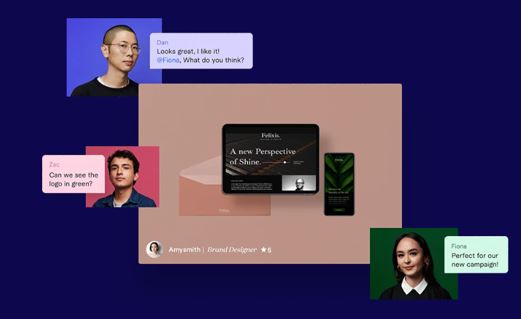 Dan
Looks great, I like it!
@Fiona, What do you think?
Zac
Can we see the
logo in green?
Felixis.
A new Perspective
of Shine.
Felixis
Amysmith | Brand Designer ★ 5
Fiona
Perfect for our
new campaign!